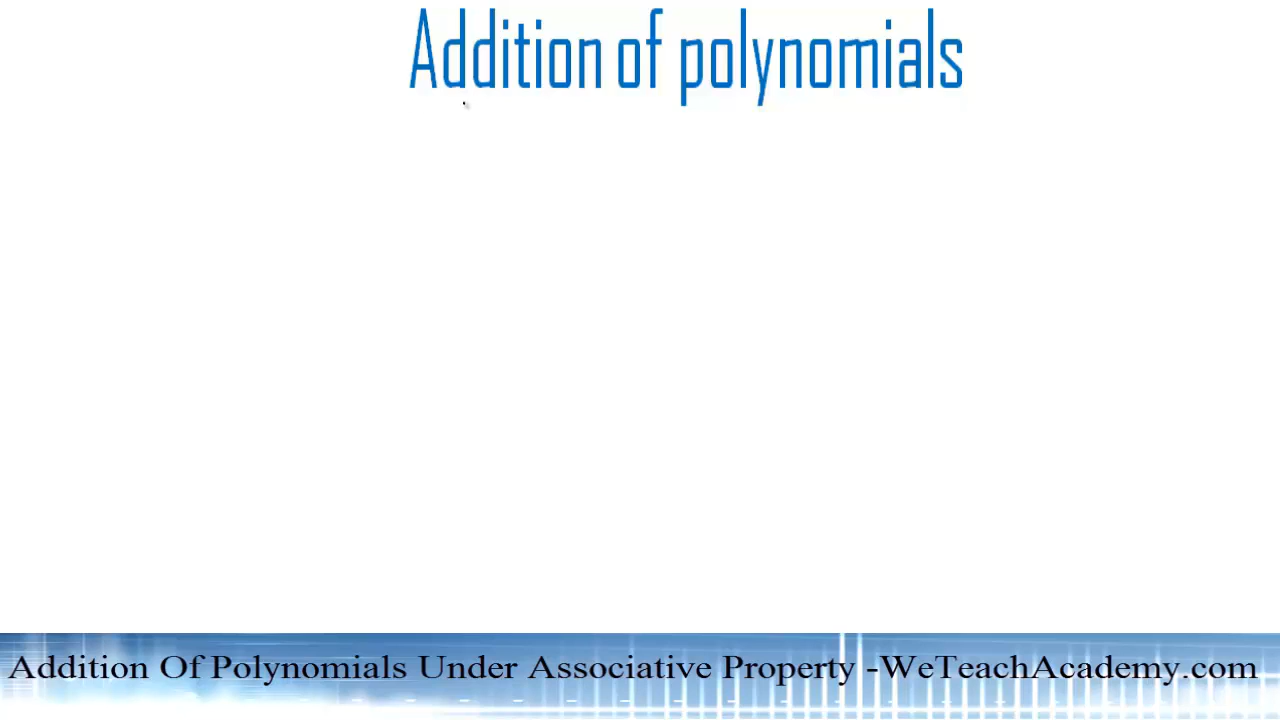 Addition of polynomials
Addition Of Polynomials Under Associative Property -WeTeachAcademy.com